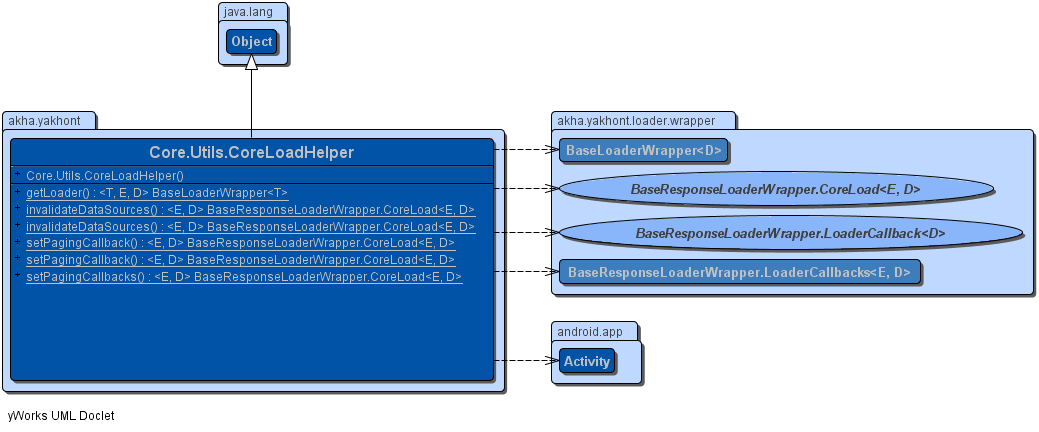 java.lang
Object
akha.yakhont
Core.Utils.CoreLoadHelper
+ Core.Utils.CoreLoadHelper()
+ getLoader() : <T, E, D> BaseLoaderWrapper<T>
+ invalidateDataSources() : <E, D> BaseResponseLoaderWrapper.CoreLoad<E, D>
+ invalidateDataSources() : <E, D> BaseResponseLoaderWrapper.CoreLoad<E, D>
+ setPagingCallback() : <E, D> BaseResponseLoaderWrapper.CoreLoad<E, D>
+ setPagingCallback() : <E, D> BaseResponseLoaderWrapper.CoreLoad<E, D>
+ setPagingCallbacks() : <E, D> BaseResponseLoaderWrapper.CoreLoad<E, D>
akha.yakhont.loader.wrapper
BaseLoaderWrapper<D>
BaseResponseLoaderWrapper.CoreLoad<E, D>
BaseResponseLoaderWrapper.LoaderCallback<D>
BaseResponseLoaderWrapper.LoaderCallbacks<E, D>
android.app
Activity
yWorks UML Doclet